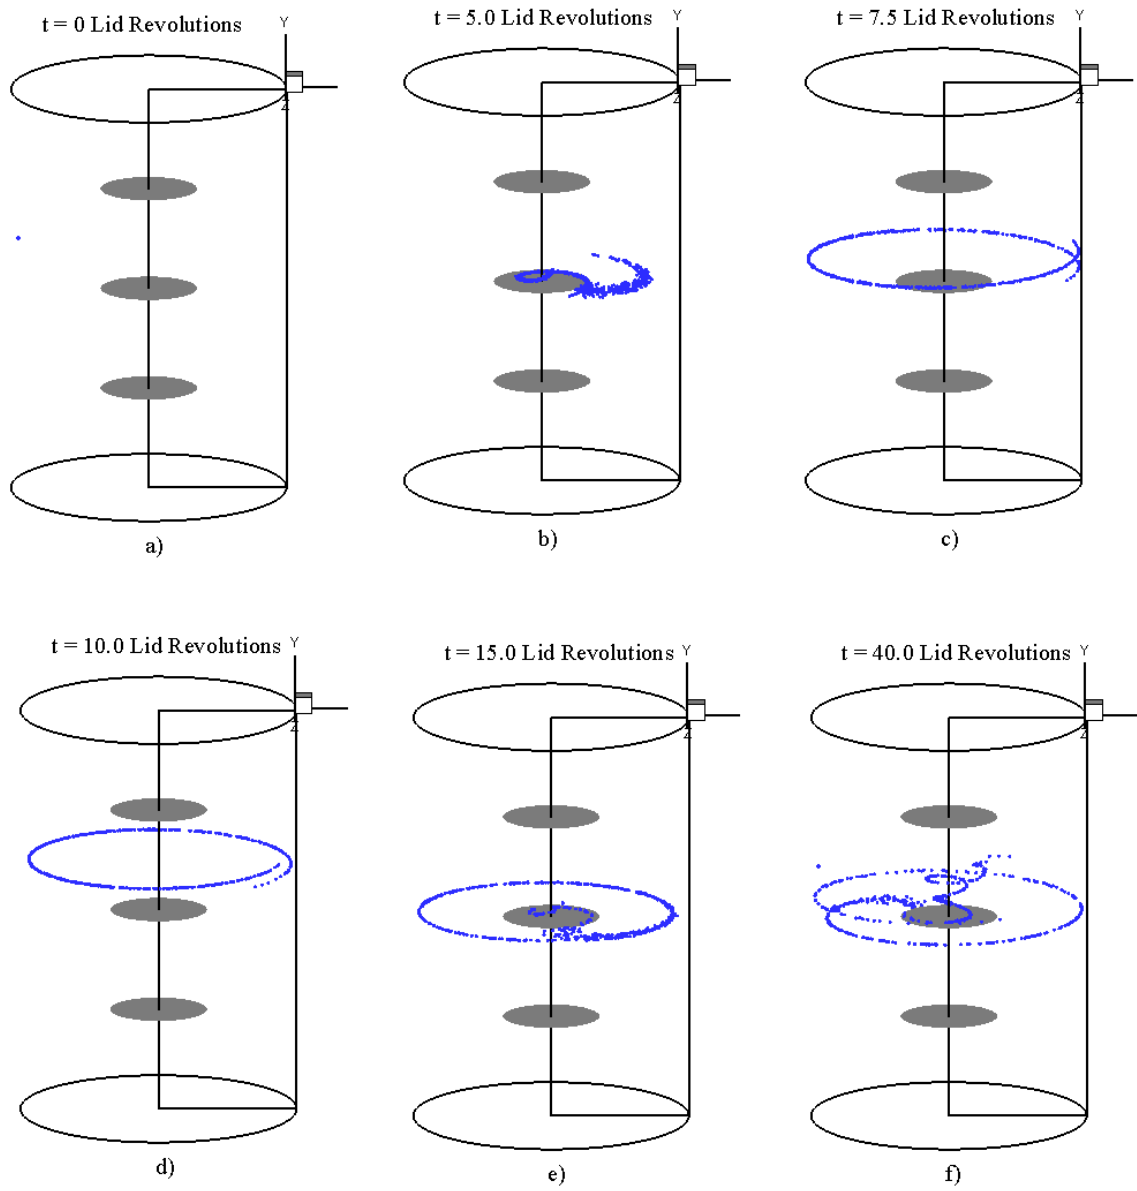 t = 0 Lid Revolutions
Y
Z
t = 5.0 Lid Revolutions
Y
Z
t = 7.5 Lid Revolutions
Y
Z
a)
b)
c)
t = 10.0 Lid Revolutions
Y
Z
t = 15.0 Lid Revolutions
Y
Z
t = 40.0 Lid Revolutions
Y
Z
d)
e)
f)